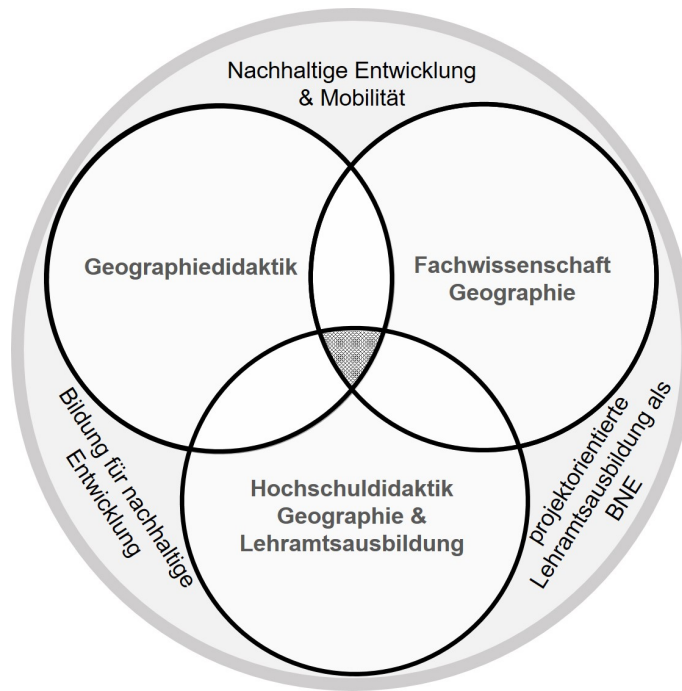 Nachhaltige Entwicklung
& Mobilität
Geographiedidaktik
Fachwissenschaft
Geographie
Bildung für nachhaltige
Entwicklung
Hochschuldidaktik
Geographie &
Lehramtsausbildung
projektorientierte
Lehramtsausbildung als
BNE